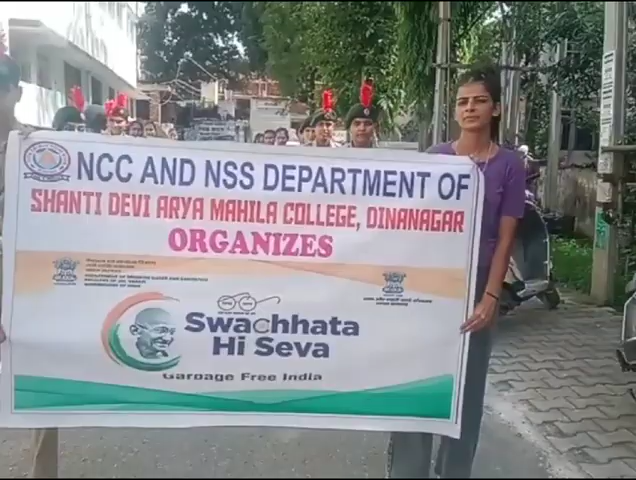 NCC AND NSS DEPARTMENT OF
SHANTI DEVI ARYA MAHILA COLLEGE, DINANAGAR
ORGANIZES
Swachhata
Hi Seva
Garbage Free India